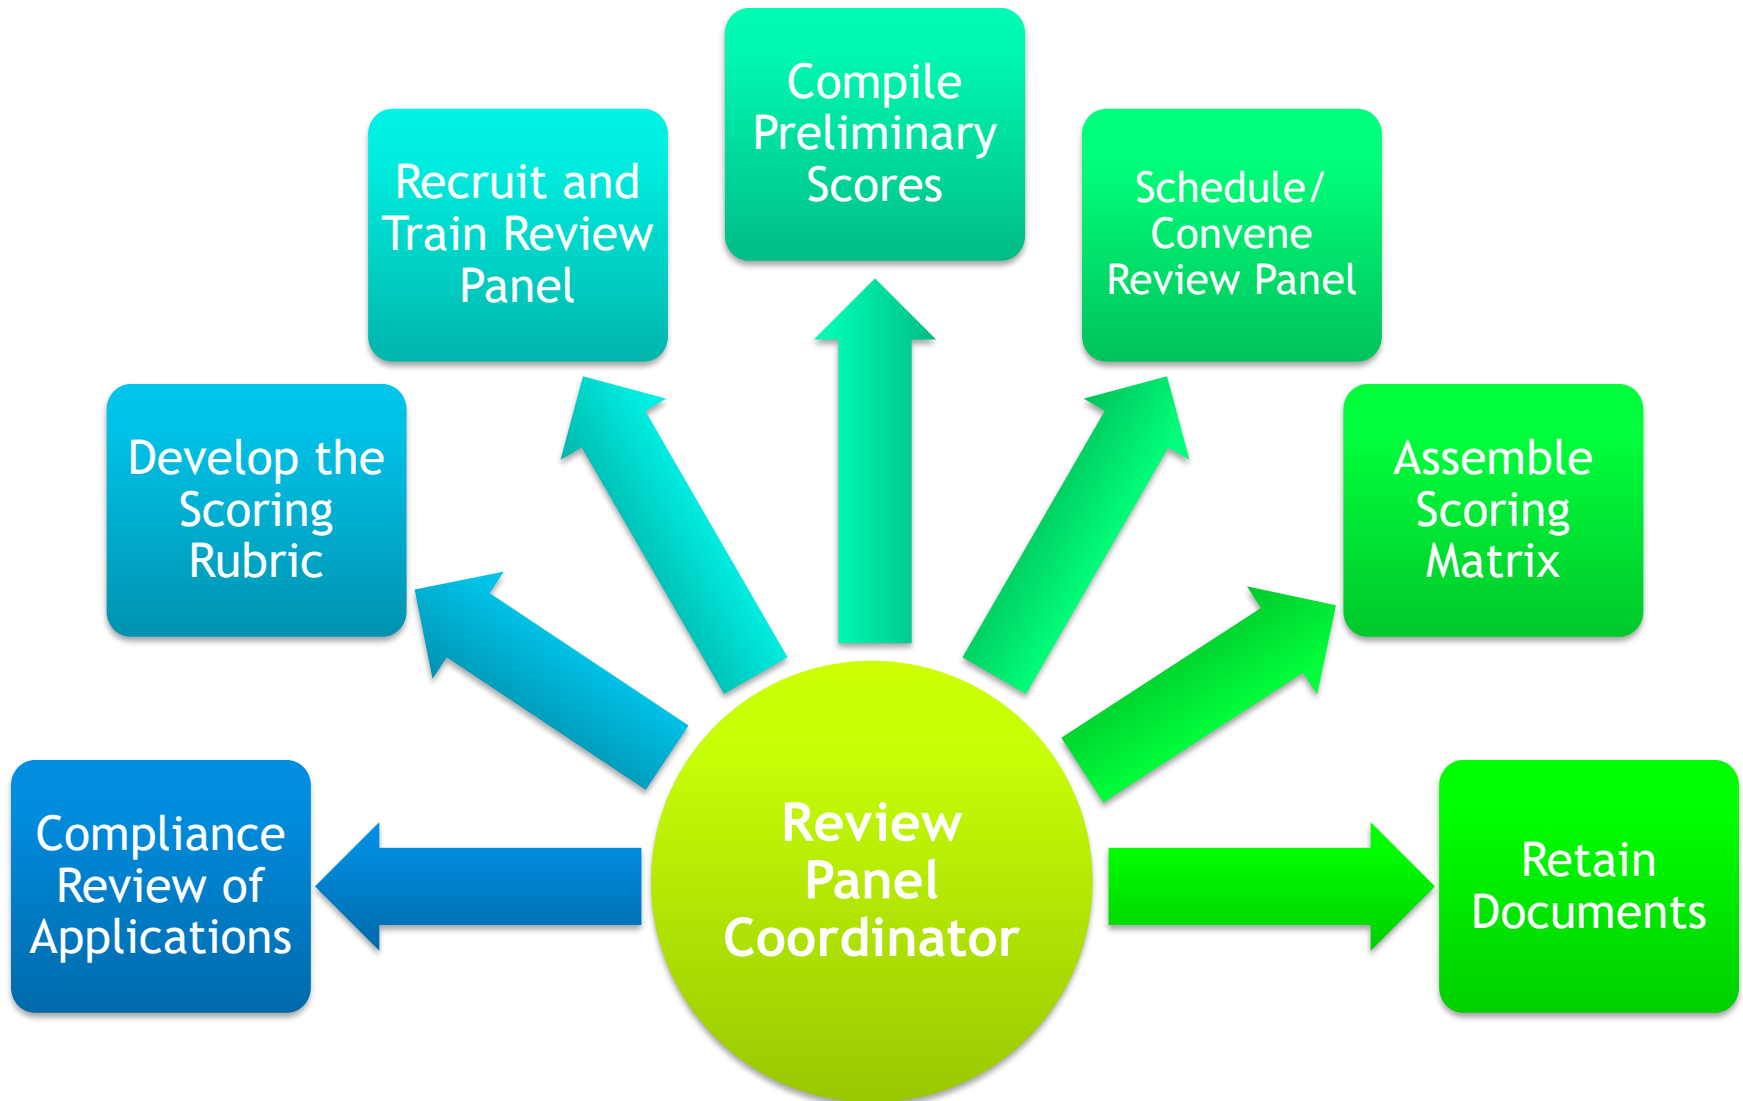 Compile
Preliminary
Scores
Recruit and
Train Review
Panel
Schedule/
Convene
Review Panel
Develop the
Scoring
Rubric
Assemble
Scoring
Matrix
Compliance
Review of
Applications
Review
Panel
Coordinator
Retain
Documents